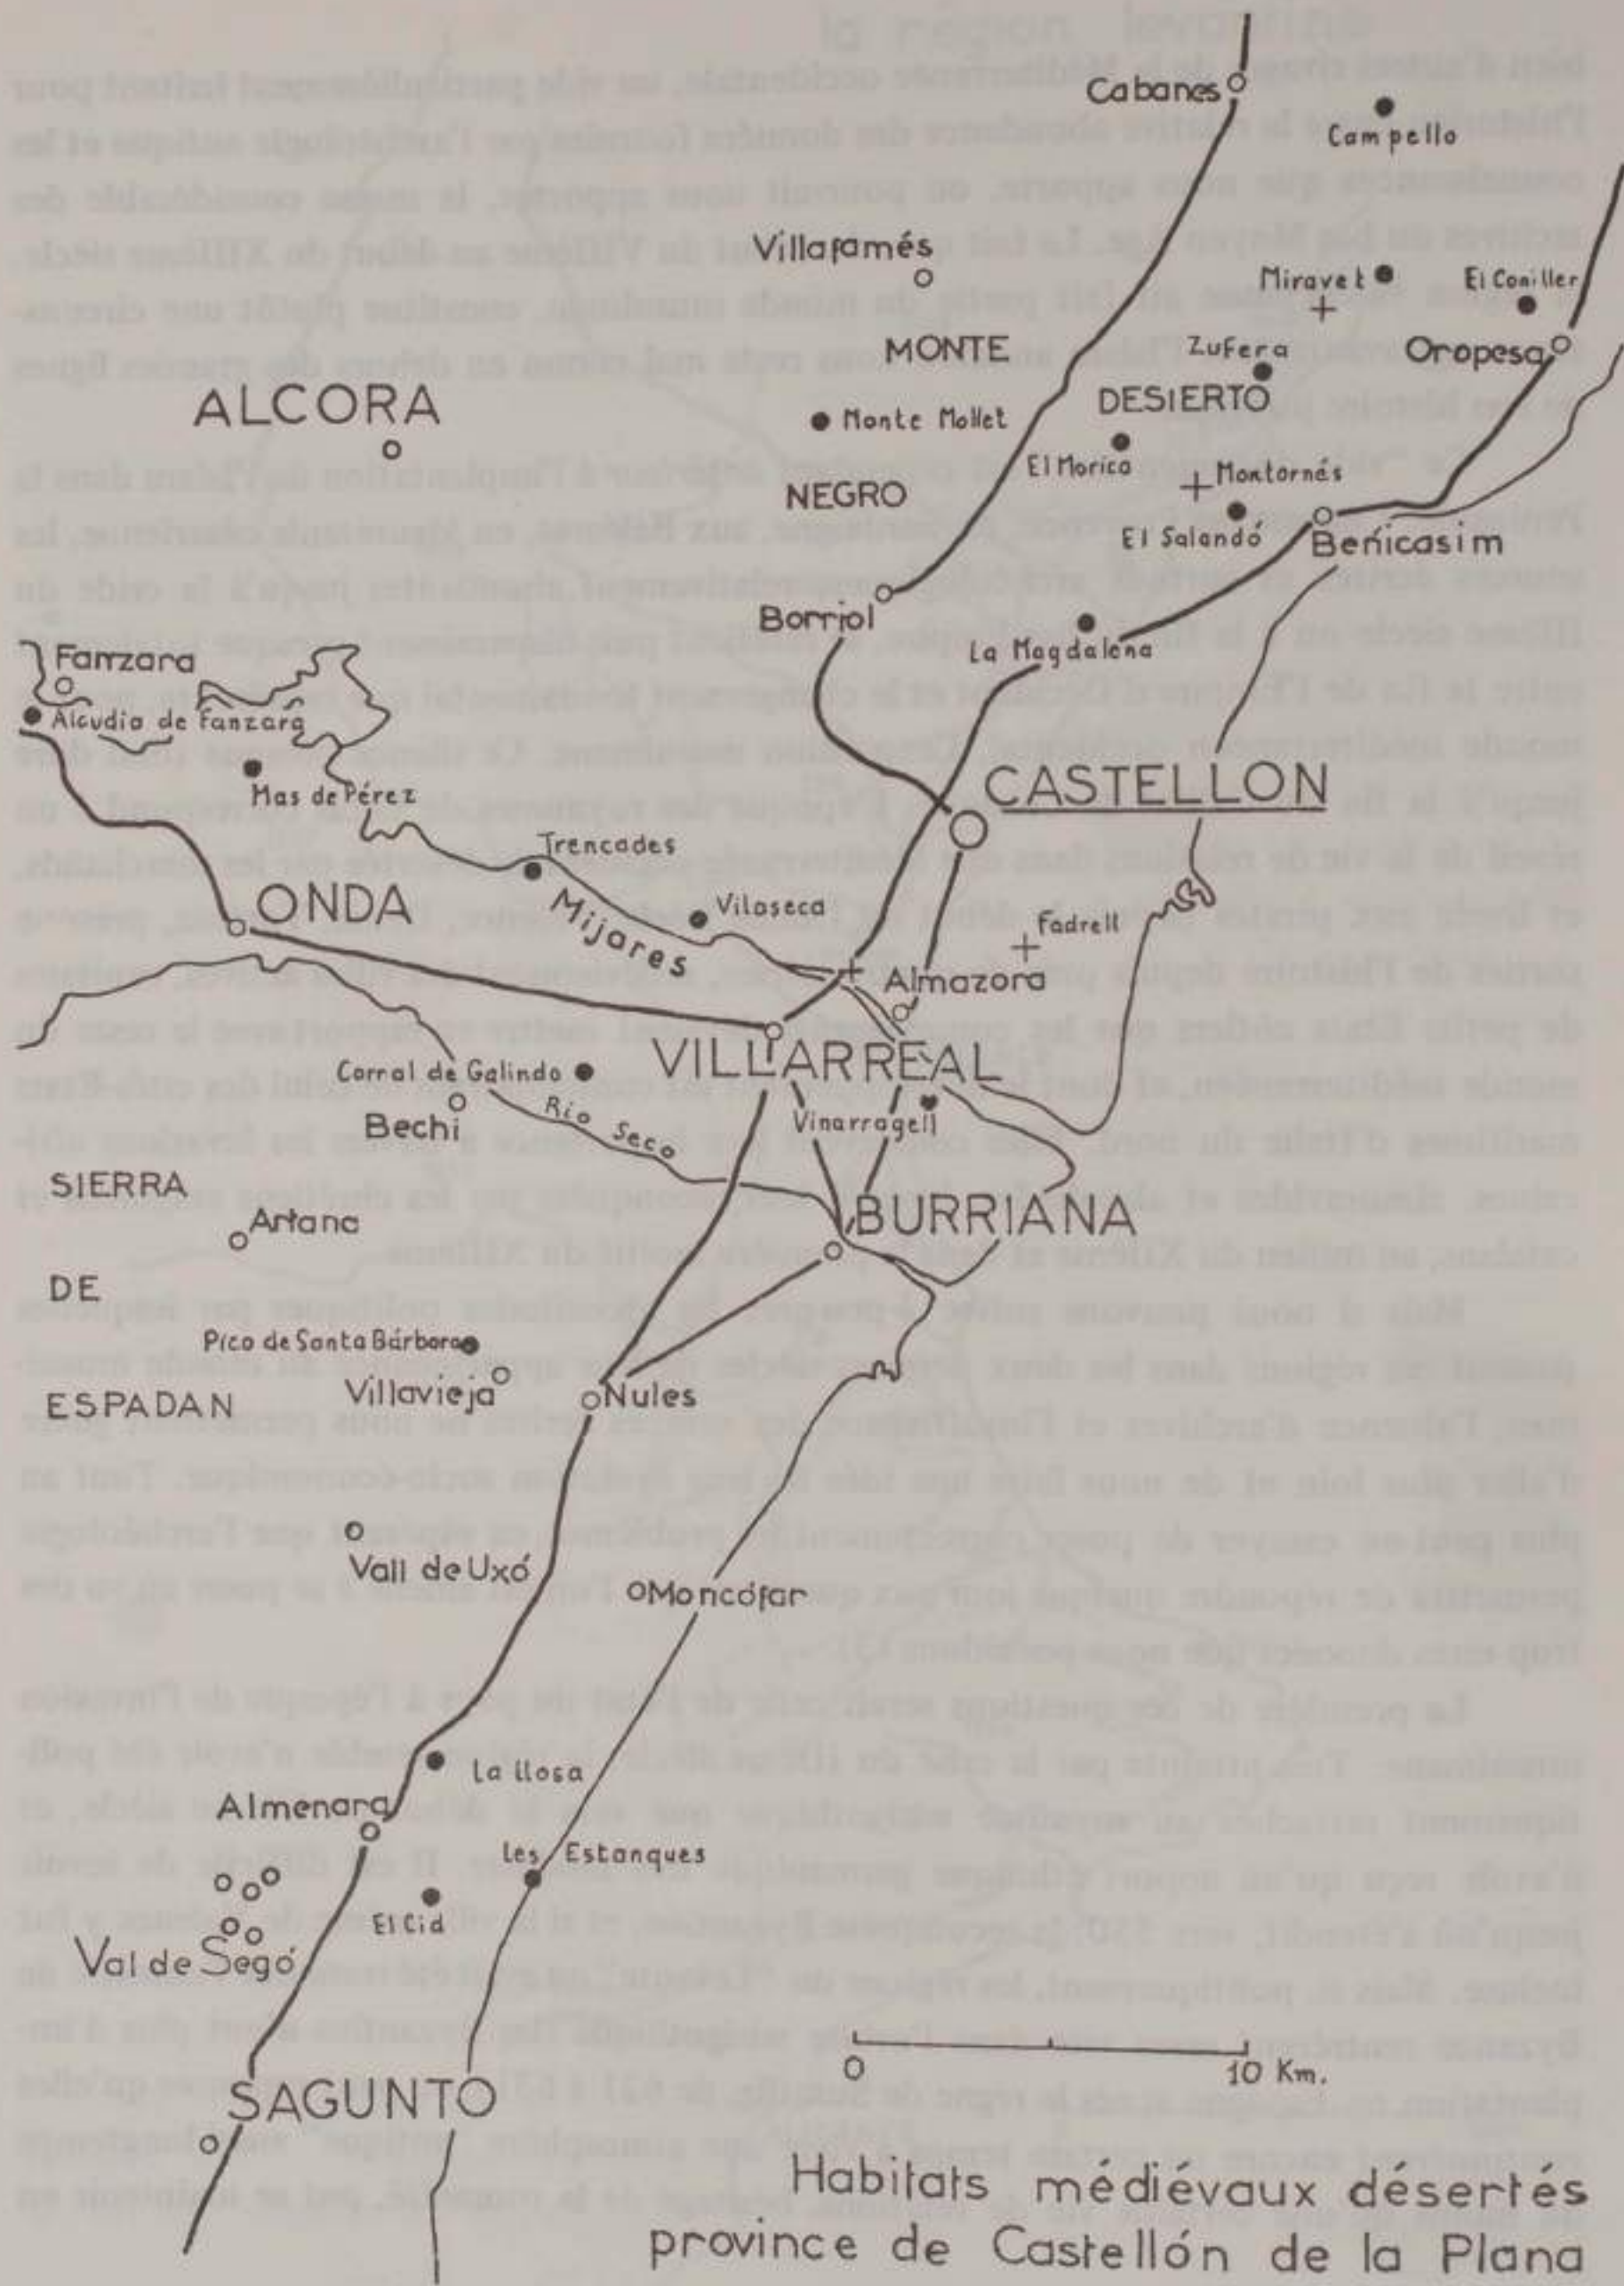 Cabanes
Campello
Villafamés
Miravet
El Coniller
MONTE
Zufera
Oropesa
ALCORA
DESIERTO
Monte Mollet
El Morico
Montornés
NEGRO
El Salandó
Benicasim
Borriol
La Magdalena
Fanzara
Alcudia de Fanzara
CASTELLON
Mas de Pérez
Trencades
ONDA
Vilaseca
Fadrell
Mijares
Almazora
Corral de Galindo
VILLARREAL
Bechi
Rio Seco
Vinarragell
SIERRA
Artana
BURRIANA
DE
Pico de Santa Bárbara
Villavieja
Nules
ESPADAN
Vall de Uxó
Moncófar
La Llosa
Almenara
Les Estanques
El Cid
Val de Segó
0 10 Km.
SAGUNTO
Habitats médiévaux désertés
province de Castellón de la Plana